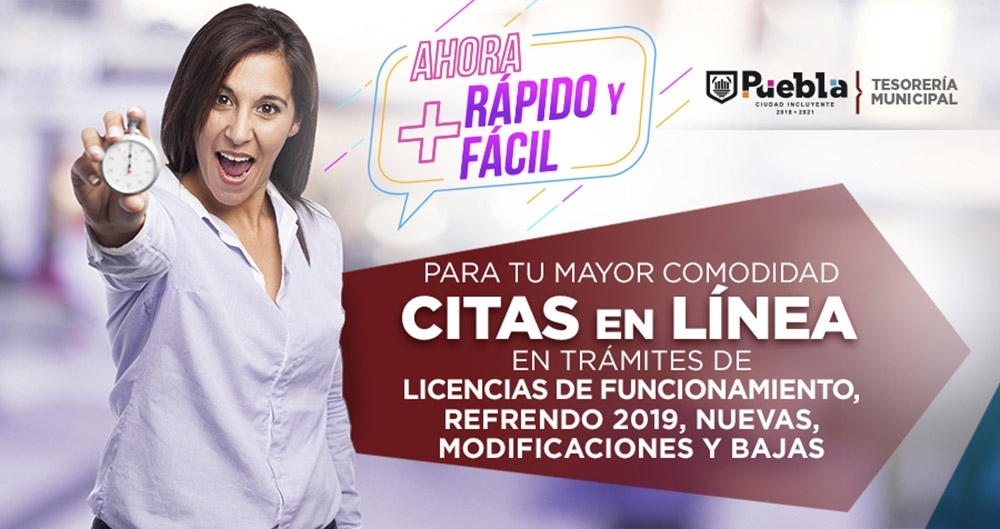 AHORA
+ RÁPIDO Y
FÁCIL
Puebla
CIUDAD INCLUYENTE
2018 • 2021
TESORERÍA
MUNICIPAL
PARA TU MAYOR COMODIDAD
CITAS EN LÍNEA
EN TRÁMITES DE
LICENCIAS DE FUNCIONAMIENTO,
REFRENDO 2019, NUEVAS,
MODIFICACIONES Y BAJAS